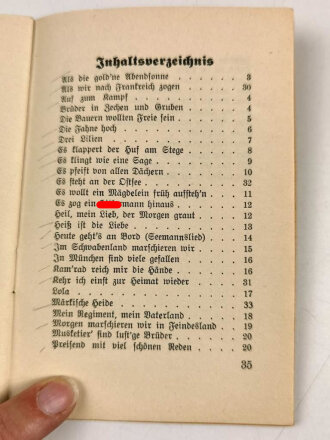 Inhaltsverzeichnis
Als die gold'ne Abendsonne . . . . . . 3
Als wir nach Frankreich zogen . . . . . 30
Auf zum Kampf . . . . . . . . 4
Brüder in Zechen und Gruben . . . . . 4
Die Bauern wollten Freie sein . . . . . 5
Die Fahne hoch . . . . . . . . 6
Drei Lilien . . . . . . . . . 7
Es klappert der Huf am Stege . . . . . 8
Es klingt wie eine Sage . . . . . . 9
Es pfeift von allen Dächern . . . . . 10
Es steht an der Ostsee . . . . . . 32
Es wollt ein Mägdelein früh aufsteh'n . . . 11
Es zog ein mann hinaus . . . . . 12
Heil, mein Lieb, der Morgen graut . . . . 12
Heiß ist die Liebe . . . . . . . 13
Heute geht's an Bord (Seemannslied) . . . 14
Im Schwabenland marschieren wir . . . . 15
In München sind viele gefallen . . . . 16
Kam'rad reich mir die Hände . . . . . 16
Kehr ich einst zur Heimat wieder . . . . 31
Lola . . . . . . . . . . . 17
Märkische Heide . . . . . . . . 33
Mein Regiment, mein Vaterland . . . . 18
Morgen marschieren wir in Feindesland . . . 19
Musketier' sind lust'ge Brüder . . . . . 20
Preisend mit viel schönen Reden . . . . 20
35